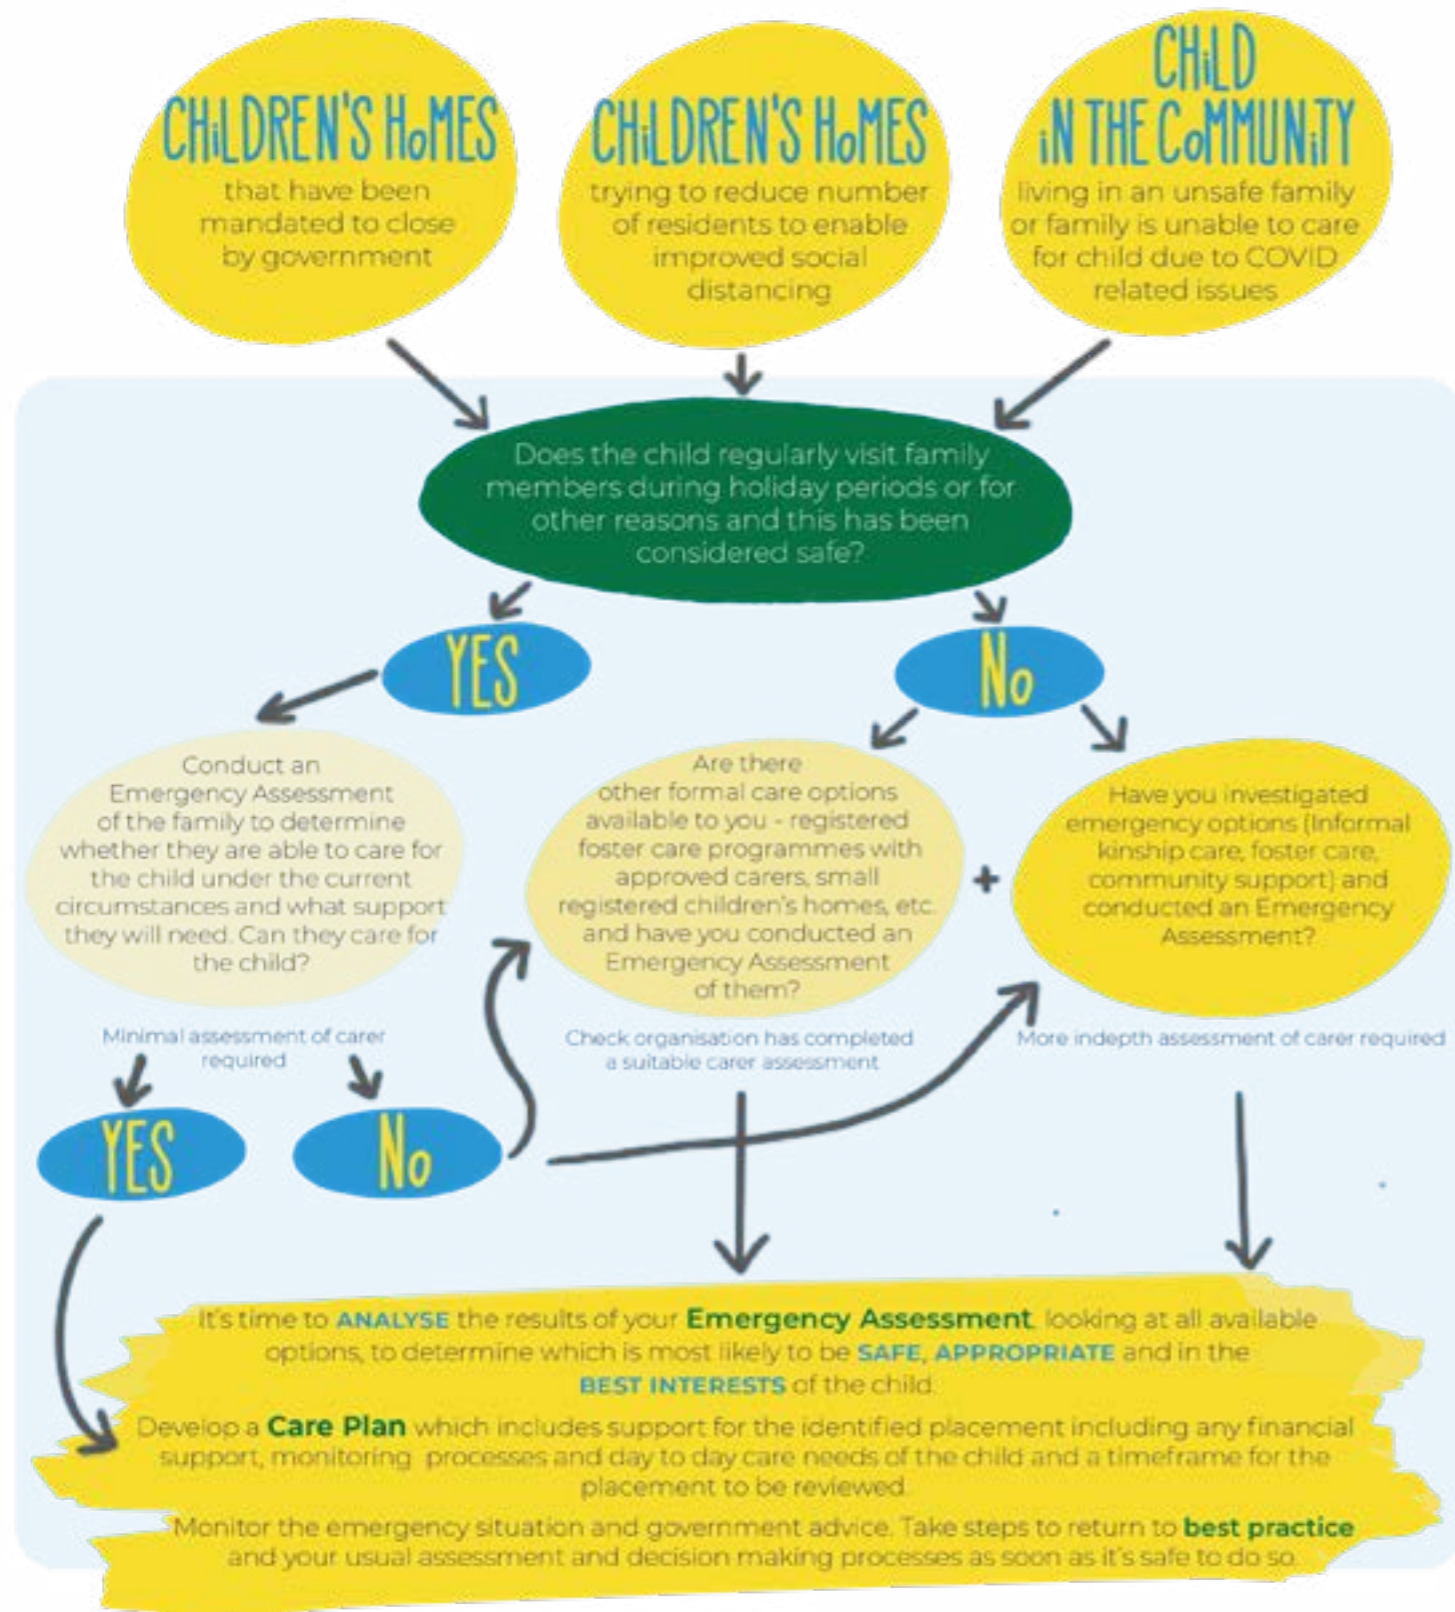 CHiLDREN'S HoMES
that have been
mandated to close
by government
CHiLDREN'S HoMES
trying to reduce number
of residents to enable
improved social
distancing
CHiLD
iN THE CoMMUNiTY
living in an unsafe family
or family is unable to care
for child due to COVID
related issues
Does the child regularly visit family
members during holiday periods or for
other reasons and this has been
considered safe?
YES
No
Conduct an
Emergency Assessment
of the family to determine
whether they are able to care for
the child under the current
circumstances and what support
they will need. Can they care for
the child?
Minimal assessment of carer
required
Are there
other formal care options
available to you - registered
foster care programmes with
approved carers, small
registered children's homes, etc.
and have you conducted an
Emergency Assessment
of them?
Check organisation has completed
a suitable carer assessment
+
Have you investigated
emergency options (Informal
kinship care, foster care,
community support) and
conducted an Emergency
Assessment?
More indepth assessment of carer required
YES
No
It's time to ANALYSE the results of your Emergency Assessment, looking at all available
options, to determine which is most likely to be SAFE, APPROPRIATE and in the
BEST INTERESTS of the child.
Develop a Care Plan which includes support for the identified placement including any financial
support, monitoring processes and day to day care needs of the child and a timeframe for the
placement to be reviewed.
Monitor the emergency situation and government advice. Take steps to return to best practice
and your usual assessment and decision making processes as soon as it's safe to do so.